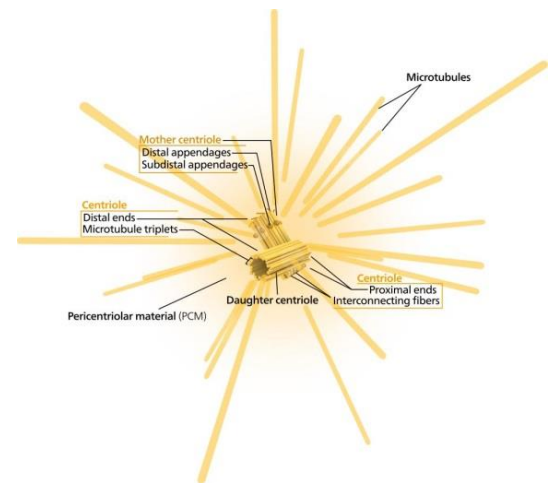 Microtubules
Mother centriole
Distal appendages
Subdistal appendages
Centriole
Distal ends
Microtubule triplets
Centriole
Proximal ends
Interconnecting fibers
Daughter centriole
Pericentriolar material (PCM)